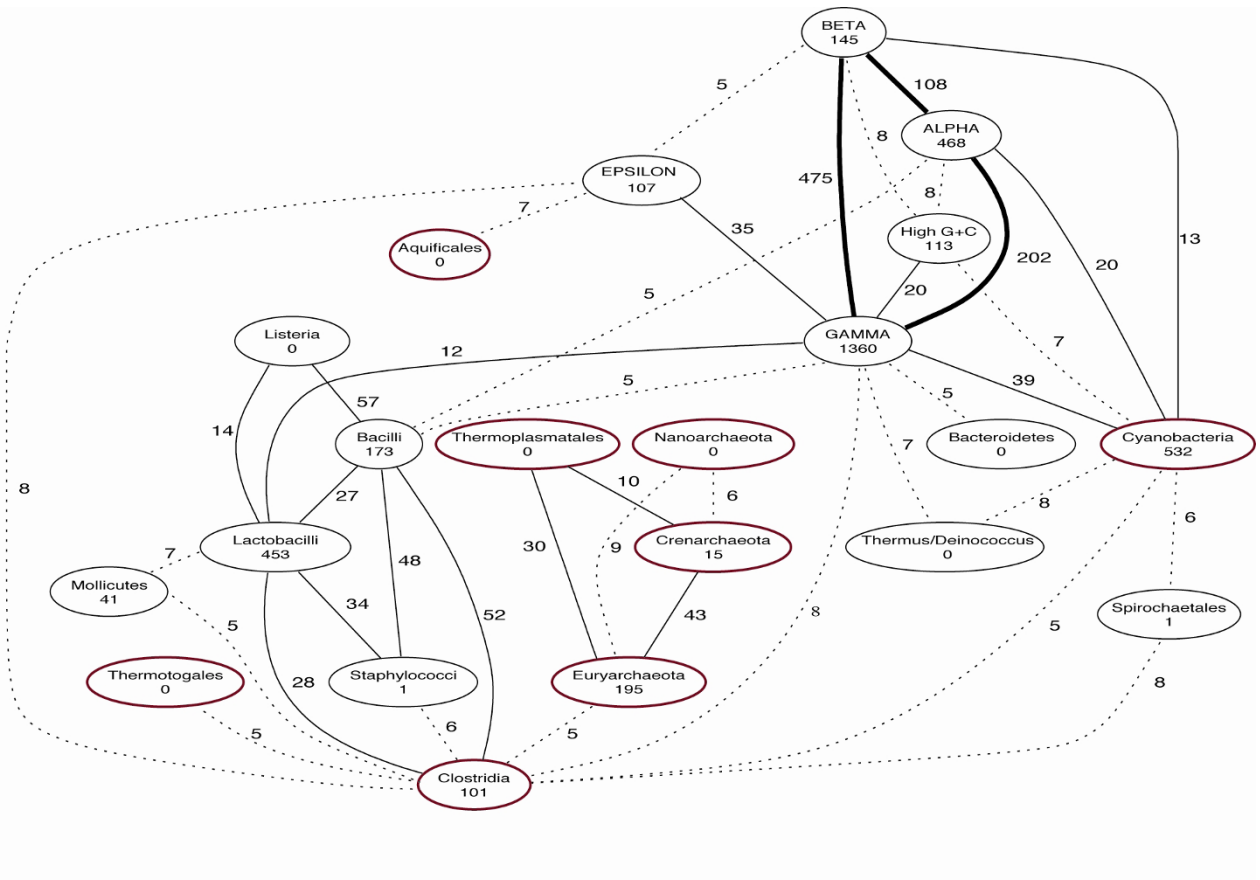 BETA
145
5
108
ALPHA
468
8
EPSILON
107
475
7
8
High G+C
113
35
13
Aquificales
0
202
20
5
20
Listeria
0
GAMMA
1360
12
7
5
39
5
57
14
Bacilli
173
Thermoplasmatales
0
Nanoarchaeota
0
7
Bacteroidetes
0
Cyanobacteria
532
10
8
27
6
8
6
Lactobacilli
453
30
9
Crenarchaeota
15
Thermus/Deinococcus
0
7
48
Mollicutes
41
34
52
43
8
Spirochaetales
1
5
5
Thermotogales
0
28
Staphylococci
1
Euryarchaeota
195
8
5
6
5
Clostridia
101